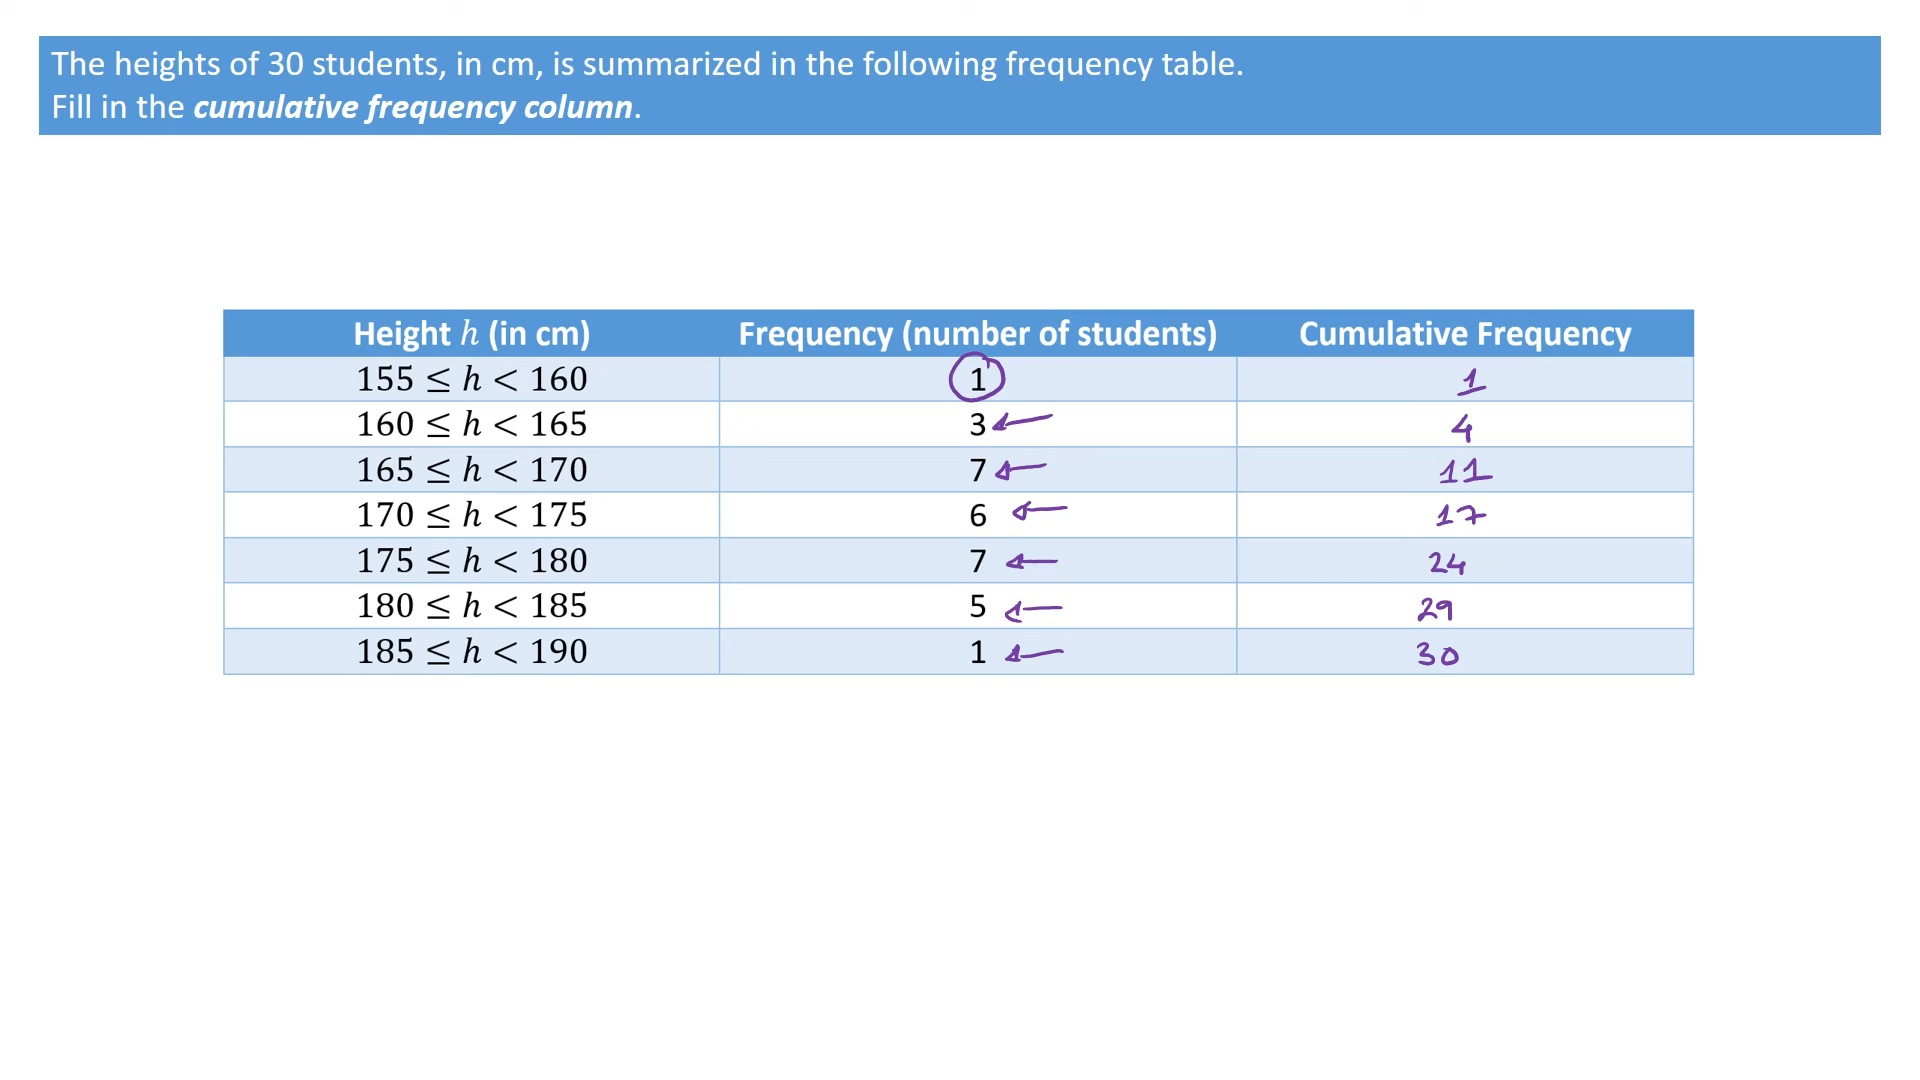 The heights of 30 students, in cm, is summarized in the following frequency table.
Fill in the cumulative frequency column.
Height h (in cm) Frequency (number of students) Cumulative Frequency
155 ≤ h < 160 1 1
160 ≤ h < 165 3 4
165 ≤ h < 170 7 11
170 ≤ h < 175 6 17
175 ≤ h < 180 7 24
180 ≤ h < 185 5 29
185 ≤ h < 190 1 30